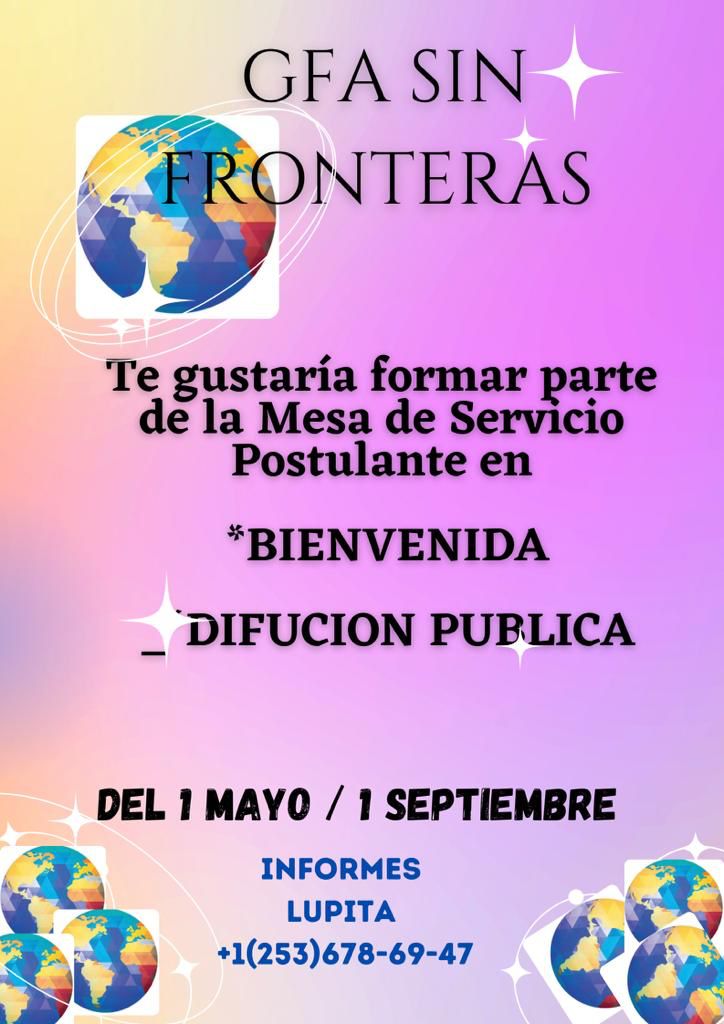 GFA SIN
FRONTERAS
Te gustaría formar parte
de la Mesa de Servicio
Postulante en
*BIENVENIDA
_*DIFUCION PUBLICA
DEL 1 MAYO / 1 SEPTIEMBRE
INFORMES
LUPITA
+1(253)678-69-47